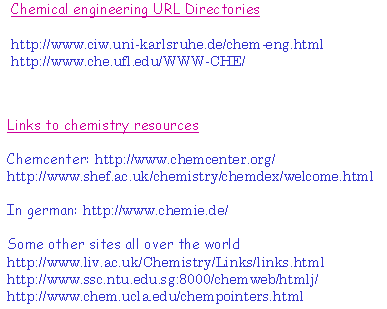 Chemical engineering URL Directories
http://www.ciw.uni-karlsruhe.de/chem-eng.html
http://www.che.ufl.edu/WWW-CHE/
Links to chemistry resources
Chemcenter: http://www.chemcenter.org/
http://www.shef.ac.uk/chemistry/chemdex/welcome.html
In german: http://www.chemie.de/
Some other sites all over the world
http://www.liv.ac.uk/Chemistry/Links/links.html
http://www.ssc.ntu.edu.sg:8000/chemweb/htmlj/
http://www.chem.ucla.edu/chempointers.html